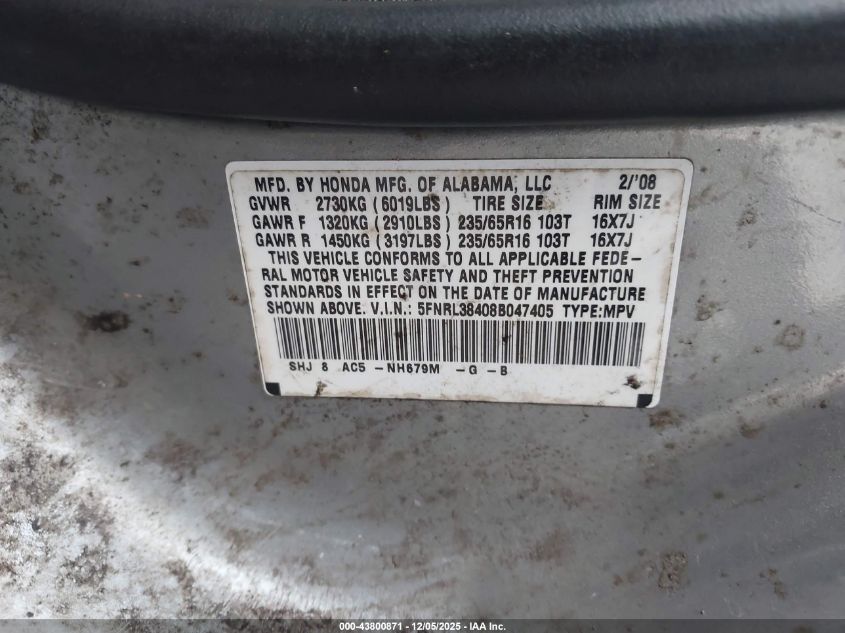 MFD. BY HONDA MFG. OF ALABAMA, LLC 2/'08
GVWR 2730KG (6019LBS) TIRE SIZE RIM SIZE
GAWR F 1320KG (2910LBS) 235/65R16 103T 16X7J
GAWR R 1450KG (3197LBS) 235/65R16 103T 16X7J
THIS VEHICLE CONFORMS TO ALL APPLICABLE FEDE-
RAL MOTOR VEHICLE SAFETY AND THEFT PREVENTION
STANDARDS IN EFFECT ON THE DATE OF MANUFACTURE
SHOWN ABOVE. V.I.N.: 5FNRL38408B047405 TYPE:MPV
SHJ 8 AC5 -NH679M -G -B
000-43800871 - 12/05/2025 - IAA Inc.